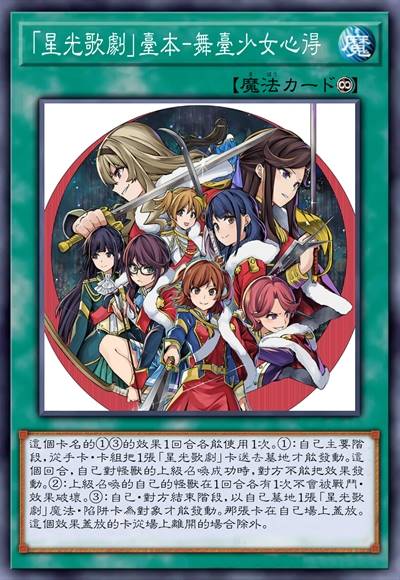 「星光歌劇」臺本-舞臺少女心得
魔
【魔法カード∞】
這個卡名的①③的效果1回合各能使用1次。①:自己主要階
段,從手卡·卡組把1張「星光歌劇」卡送去墓地才能發動。
這個回合,自己對怪獸的上級召喚成功時,對方不能把效果發
動。②:上級召喚的自己的怪獸在1回合各有1次不會被戰鬥·
效果破壞。③:自己·對方結束階段,以自己墓地1張「星光歌
劇」魔法·陷阱卡為對象才能發動。那張卡在自己場上蓋放。
這個效果蓋放的卡從場上離開的場合除外。